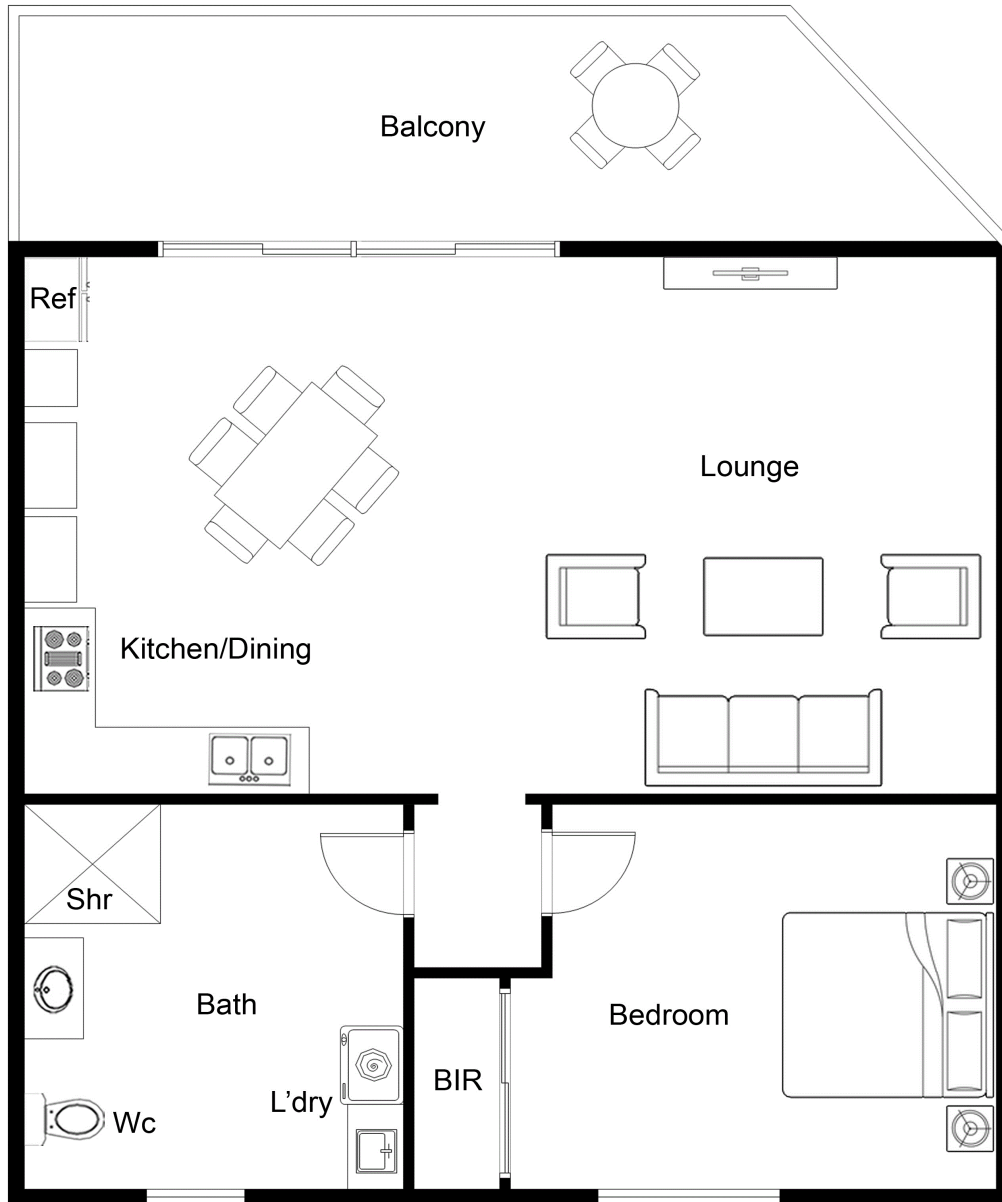 Balcony
Ref
Lounge
Kitchen/Dining
Shr
Bath
Bedroom
BIR
L’dry
Wc